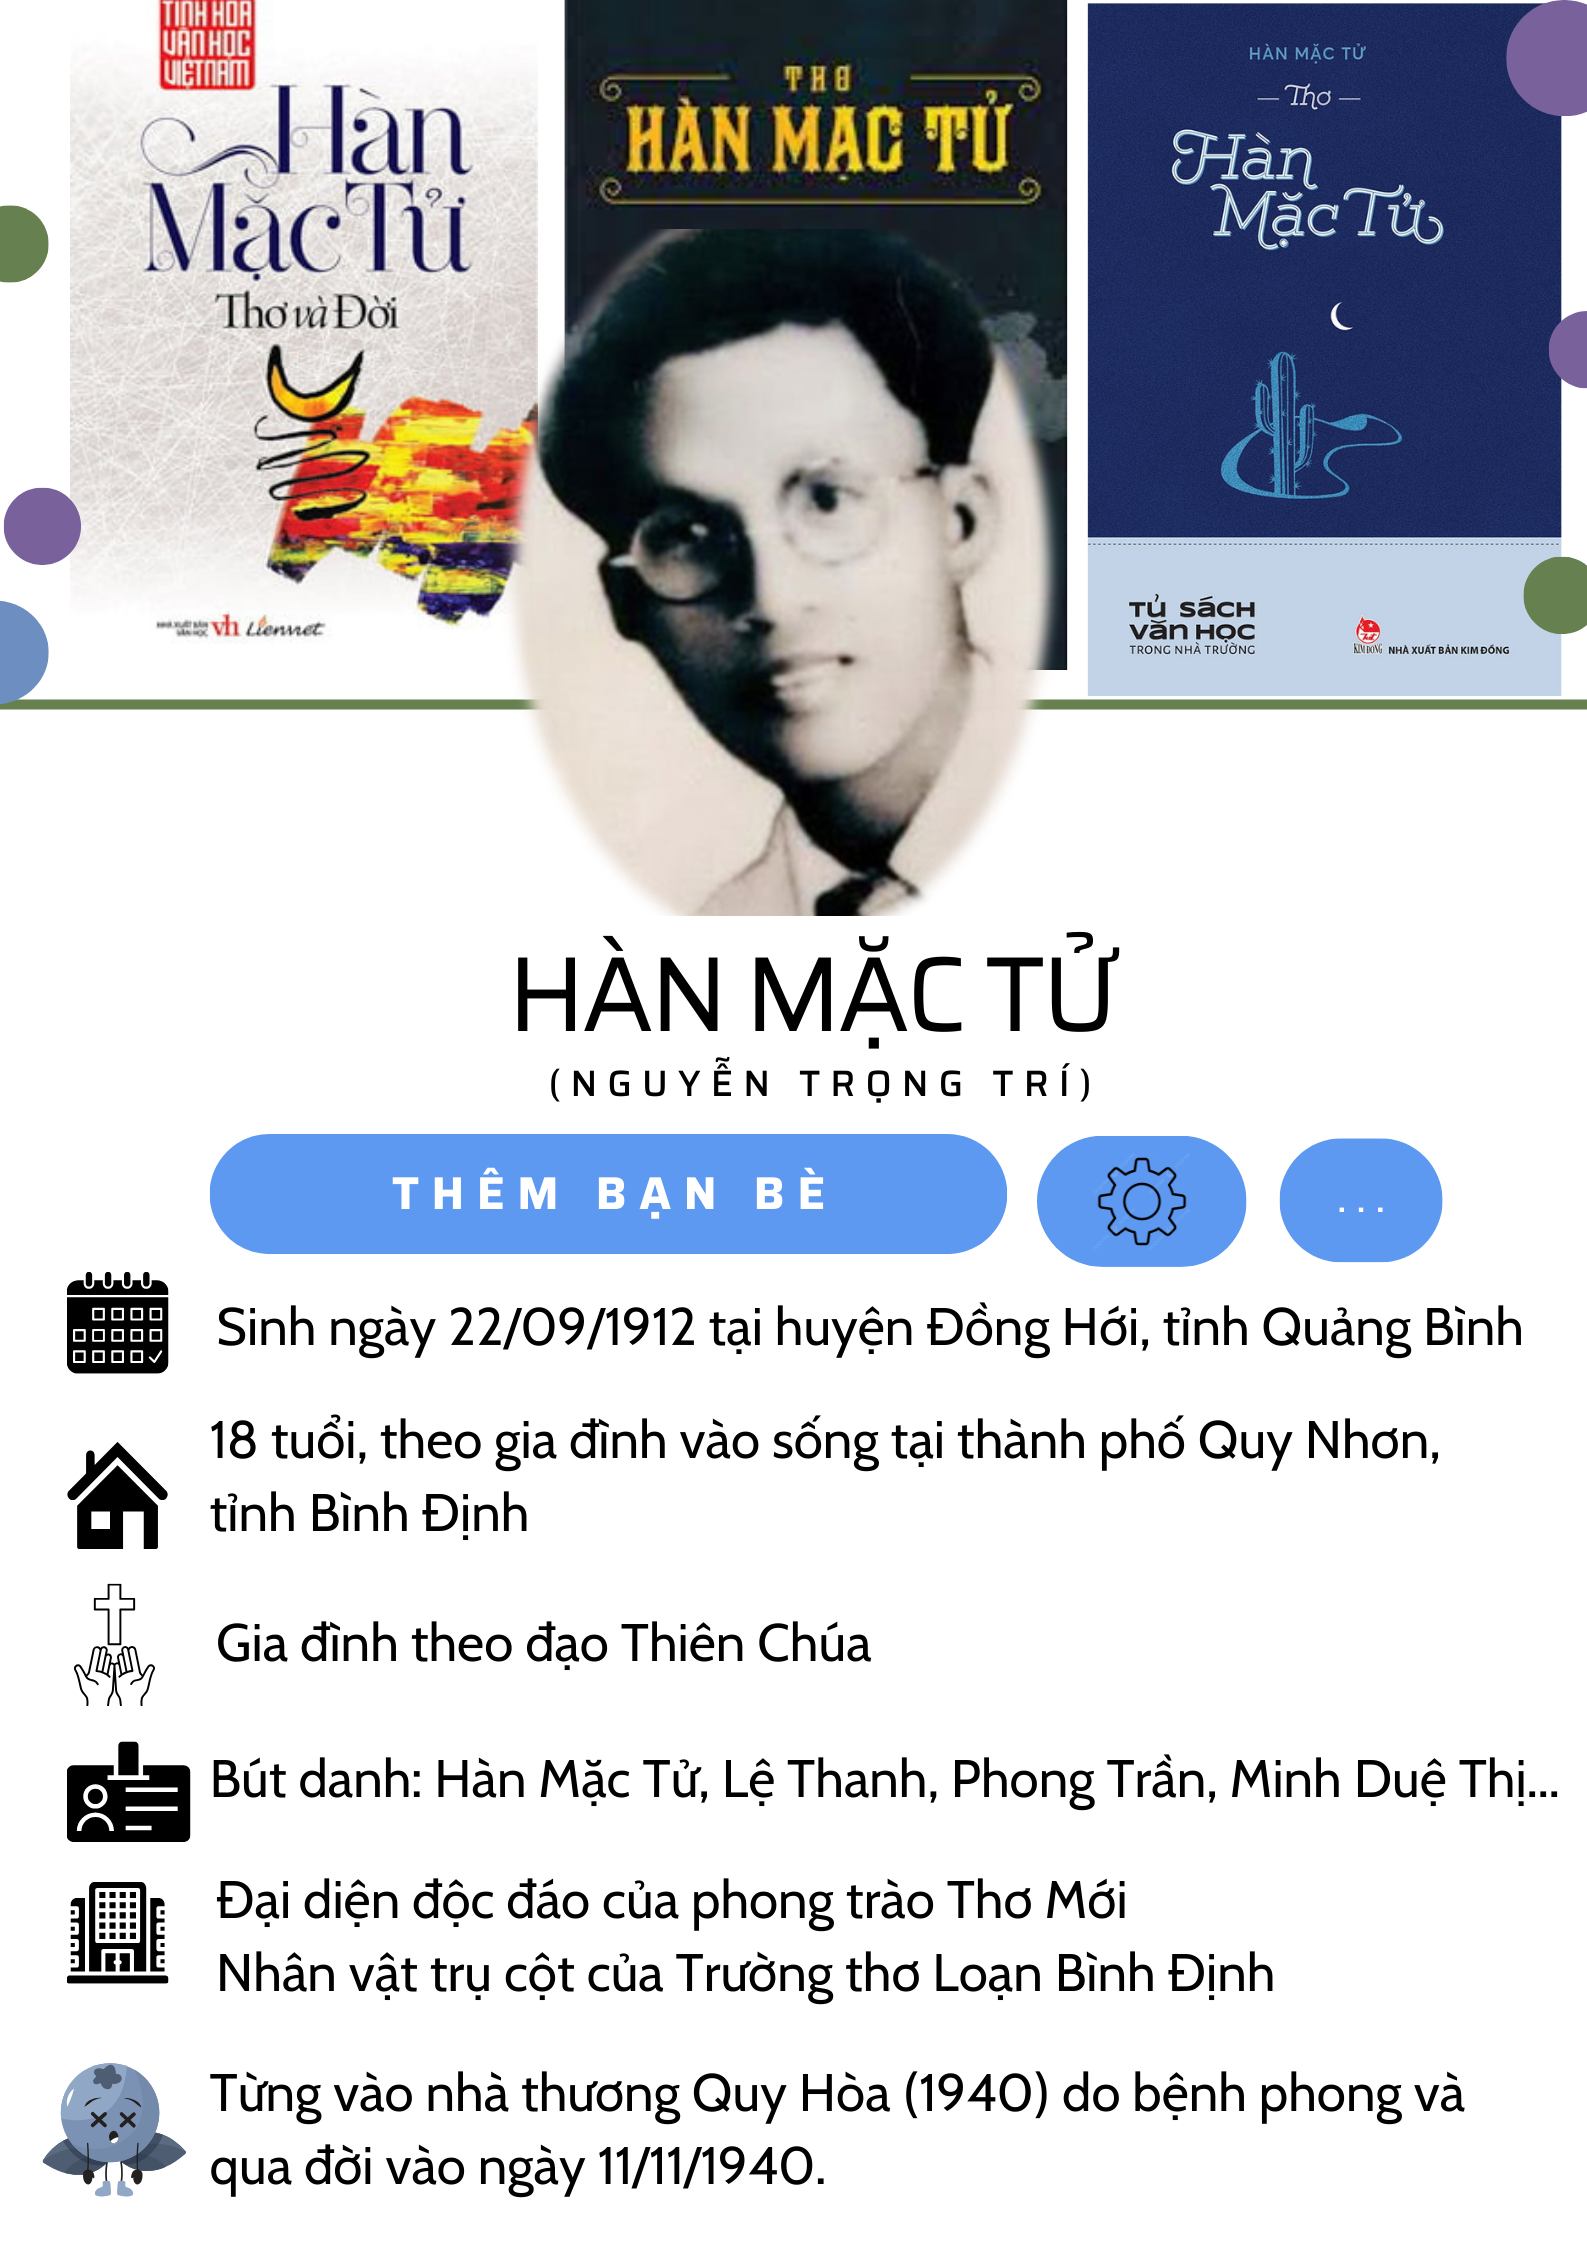 TINH HOA
VĂN HỌC
VIỆT NAM
Hàn
Mặc Tử
Thơ và Đời
NHÀ XUẤT BẢN
VĂN HỌC
vh Lienviet
THƠ
HÀN MẠC TỬ
HÀN MẶC TỬ
— Thơ —
Hàn
Mặc Tử
TỦ SÁCH
VĂN HỌC
TRONG NHÀ TRƯỜNG
KIM ĐỒNG NHÀ XUẤT BẢN KIM ĐỒNG
HÀN MẶC TỬ
(NGUYỄN TRỌNG TRÍ)
THÊM BẠN BÈ
...
Sinh ngày 22/09/1912 tại huyện Đồng Hới, tỉnh Quảng Bình
18 tuổi, theo gia đình vào sống tại thành phố Quy Nhơn,
tỉnh Bình Định
Gia đình theo đạo Thiên Chúa
Bút danh: Hàn Mặc Tử, Lệ Thanh, Phong Trần, Minh Duệ Thị...
Đại diện độc đáo của phong trào Thơ Mới
Nhân vật trụ cột của Trường thơ Loạn Bình Định
Từng vào nhà thương Quy Hòa (1940) do bệnh phong và
qua đời vào ngày 11/11/1940.